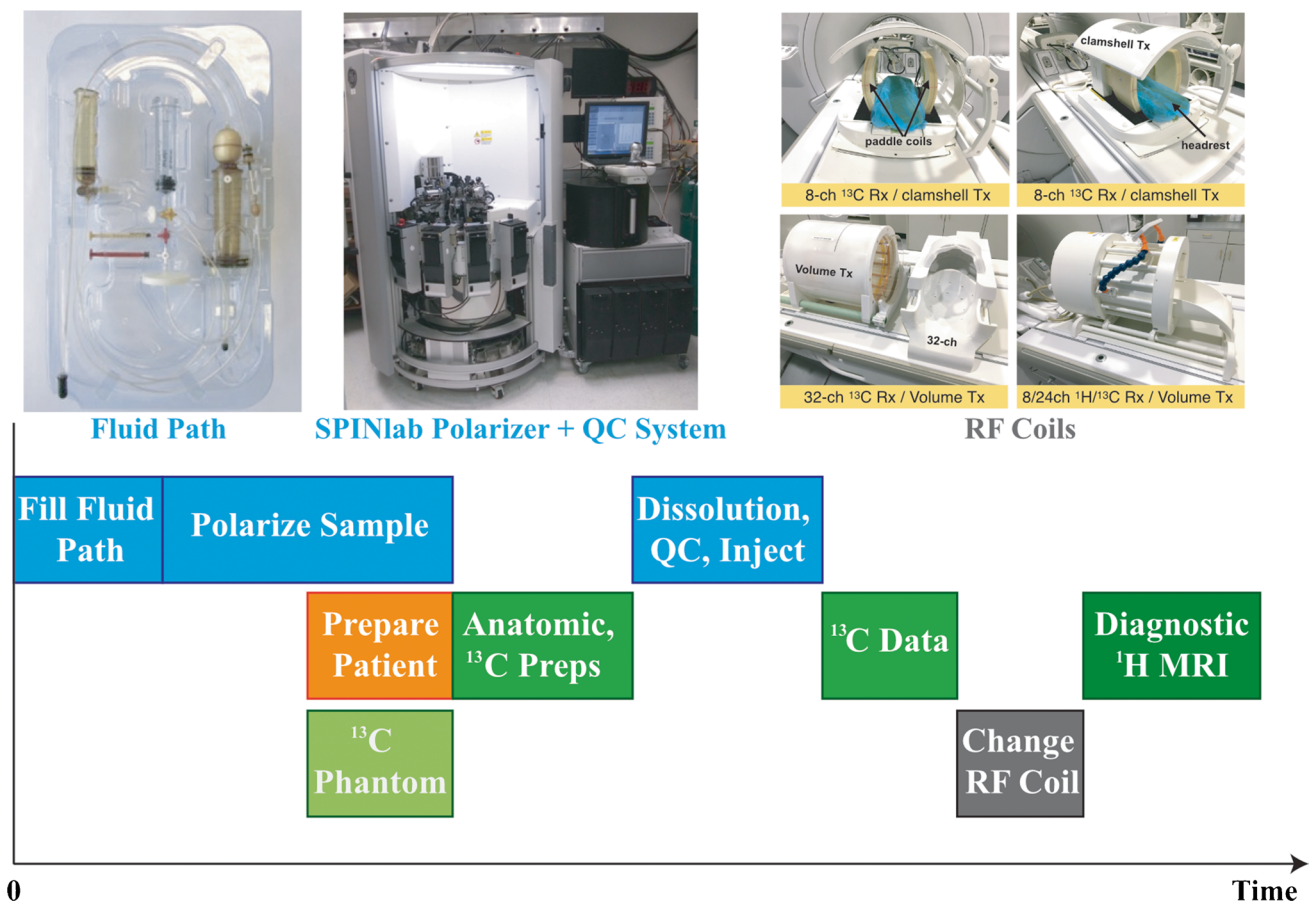 clamshell Tx
paddle coils
headrest
8-ch ¹³C Rx / clamshell Tx
8-ch ¹³C Rx / clamshell Tx
Volume Tx
32-ch
32-ch ¹³C Rx / Volume Tx
8/24ch ¹H/¹³C Rx / Volume Tx
Fluid Path
SPINlab Polarizer + QC System
RF Coils
Fill Fluid
Path
Polarize Sample
Dissolution,
QC, Inject
Prepare
Patient
Anatomic,
¹³C Preps
¹³C Data
Diagnostic
¹H MRI
¹³C
Phantom
Change
RF Coil
0
Time